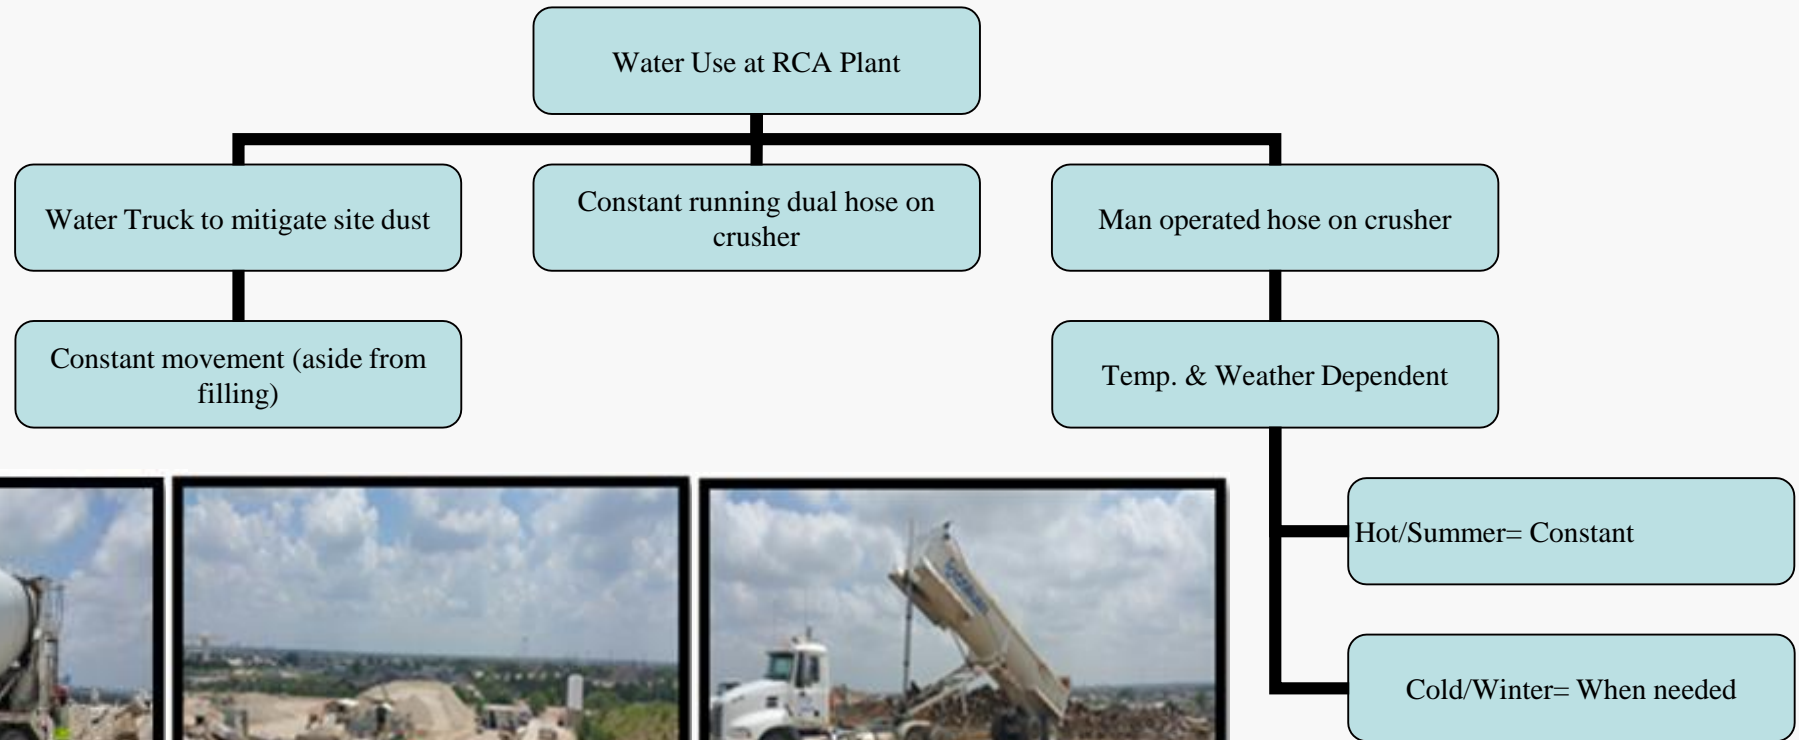 Water Use at RCA Plant
Water Truck to mitigate site dust
Constant running dual hose on
crusher
Man operated hose on crusher
Constant movement (aside from
filling)
Temp. & Weather Dependent
Hot/Summer= Constant
Cold/Winter= When needed